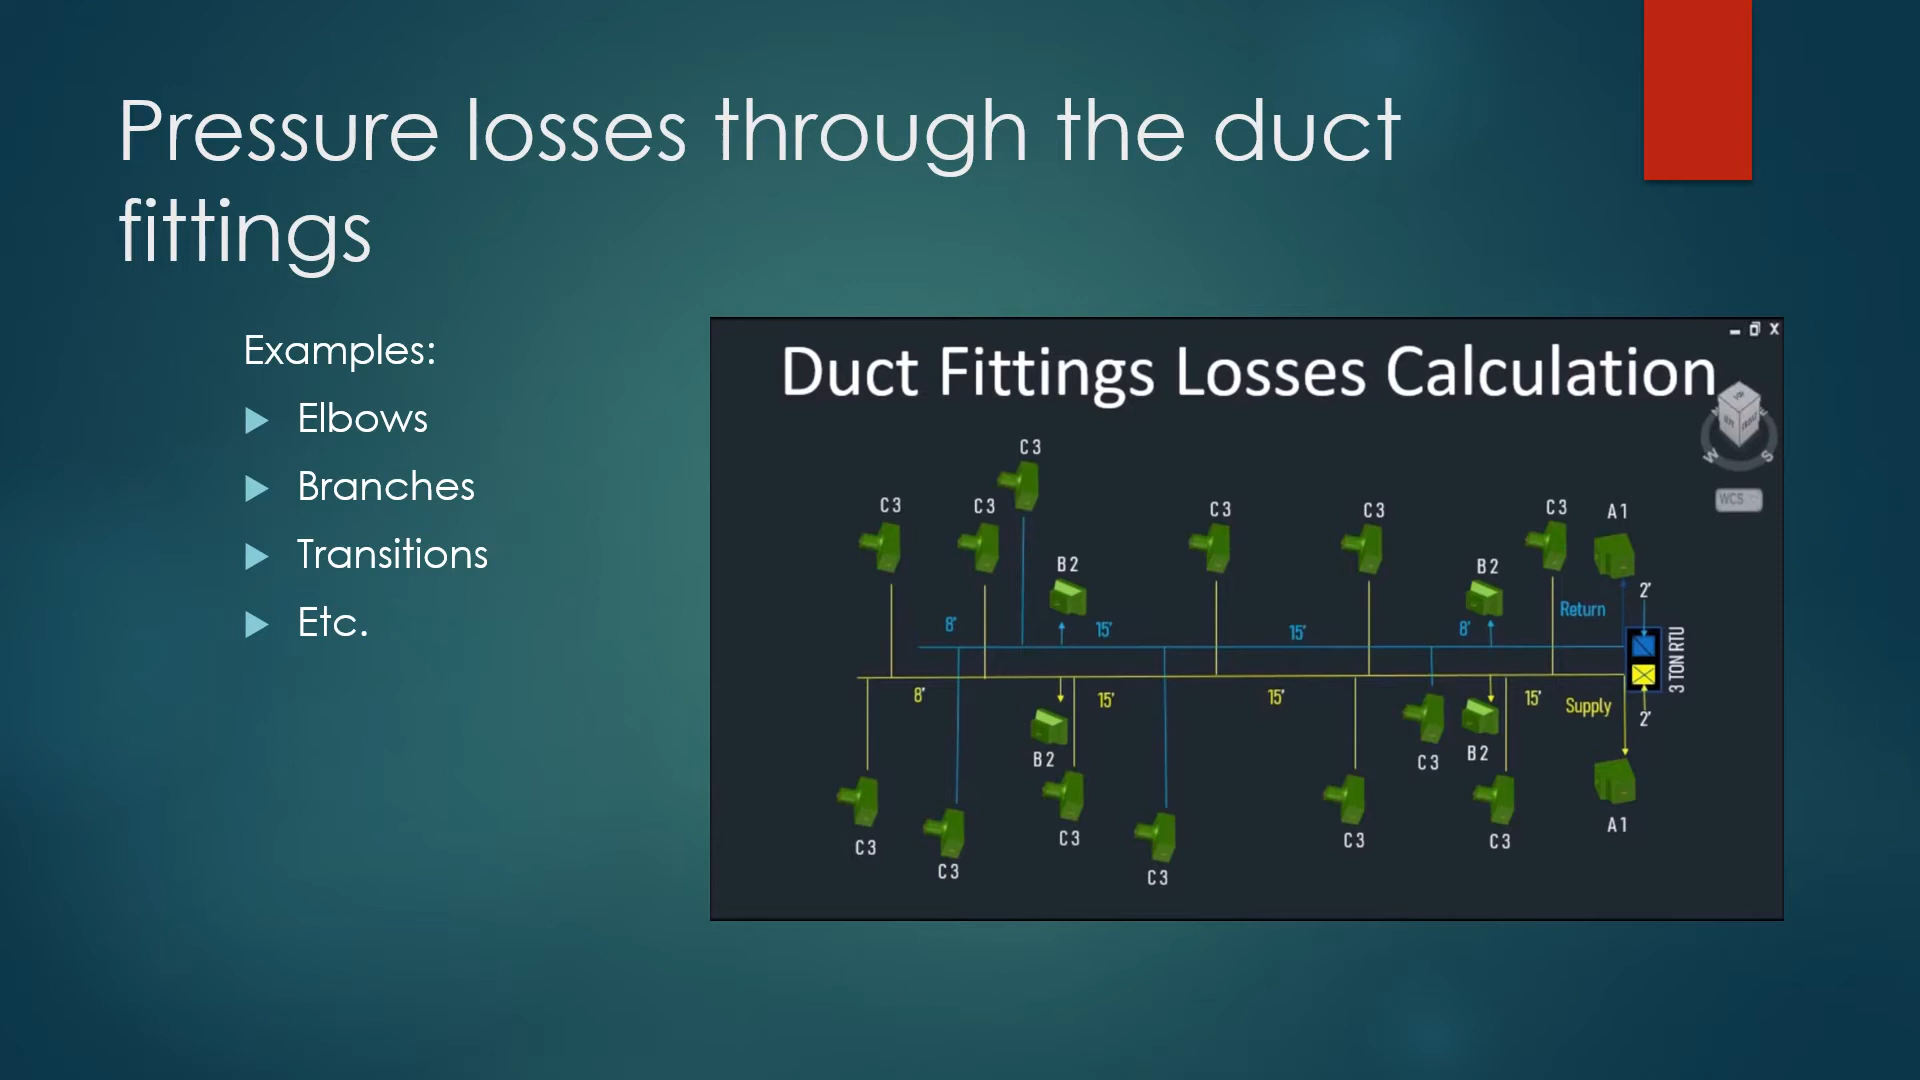 Pressure losses through the duct
fittings
Examples:
Elbows
Branches
Transitions
Etc.
Duct Fittings Losses Calculation
C 3
C 3
C 3
C 3
C 3
C 3
A 1
B 2
B 2
W
S
WCS
2'
Return
8'
15'
15'
8'
3 TON RTU
8'
15'
15'
15'
Supply
2'
B 2
C 3
B 2
C 3
C 3
C 3
C 3
C 3
C 3
A 1